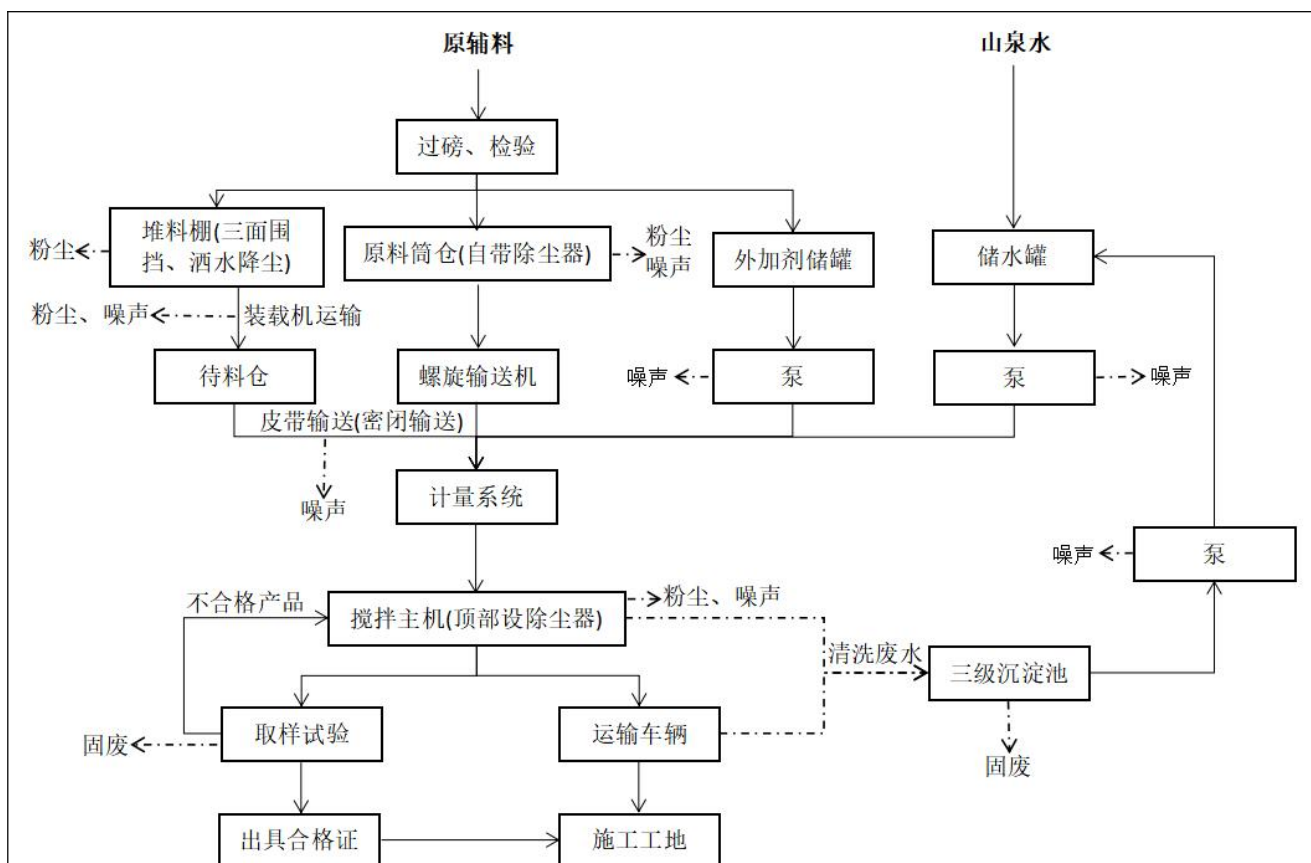 原辅料
山泉水
过磅、检验
堆料棚(三面围
挡、洒水降尘)
粉尘
原料筒仓(自带除尘器)
粉尘
噪声
外加剂储罐
储水罐
粉尘、噪声
装载机运输
待料仓
螺旋输送机
噪声
泵
泵
噪声
皮带输送(密闭输送)
噪声
计量系统
噪声
泵
不合格产品
搅拌主机(顶部设除尘器)
粉尘、噪声
清洗废水
三级沉淀池
固废
取样试验
运输车辆
固废
出具合格证
施工工地